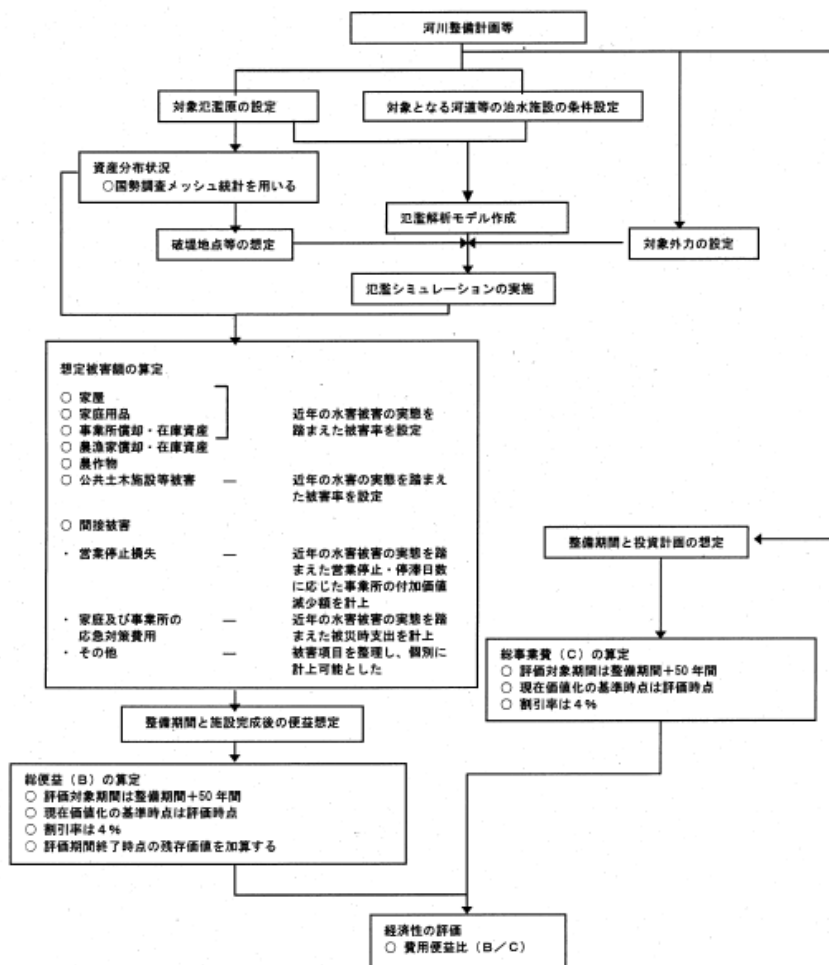 河川整備計画等
対象氾濫原の設定
対象となる河道等の治水施設の条件設定
資産分布状況
○国勢調査メッシュ統計を用いる
氾濫解析モデル作成
破堤地点等の想定
対象外力の設定
氾濫シミュレーションの実施
想定被害額の算定
○ 家屋
○ 家庭用品 近年の水害被害の実態を
○ 事業所償却・在庫資産 踏まえた被害率を設定
○ 農漁家償却・在庫資産
○ 農作物
○ 公共土木施設等被害 ― 近年の水害の実態を踏まえ
た被害率を設定
○ 間接被害
・ 営業停止損失 ― 近年の水害被害の実態を踏
まえた営業停止・停滞日数
に応じた事業所の付加価値
減少額を計上
・ 家庭及び事業所の ― 近年の水害被害の実態を踏
応急対策費用 まえた被災時支出を計上
・ その他 ― 被害項目を整理し、個別に
計上可能とした
整備期間と投資計画の想定
総事業費（C）の算定
○ 評価対象期間は整備期間+50年間
○ 現在価値化の基準時点は評価時点
○ 割引率は4%
整備期間と施設完成後の便益想定
総便益（B）の算定
○ 評価対象期間は整備期間+50年間
○ 現在価値化の基準時点は評価時点
○ 割引率は4%
○ 評価期間終了時点の残存価値を加算する
経済性の評価
○ 費用便益比（B/C）